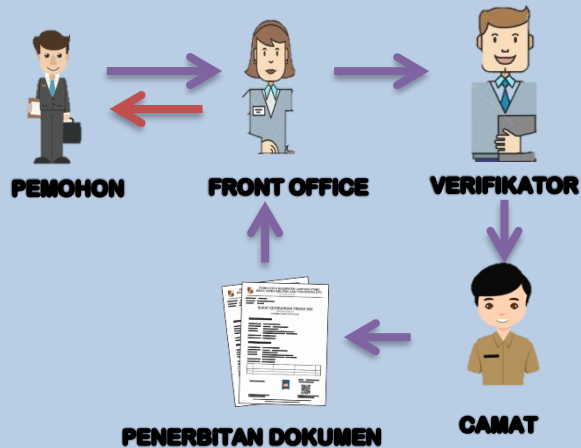 PEMOHON
FRONT OFFICE
VERIFIKATOR
PENERBITAN DOKUMEN
CAMAT